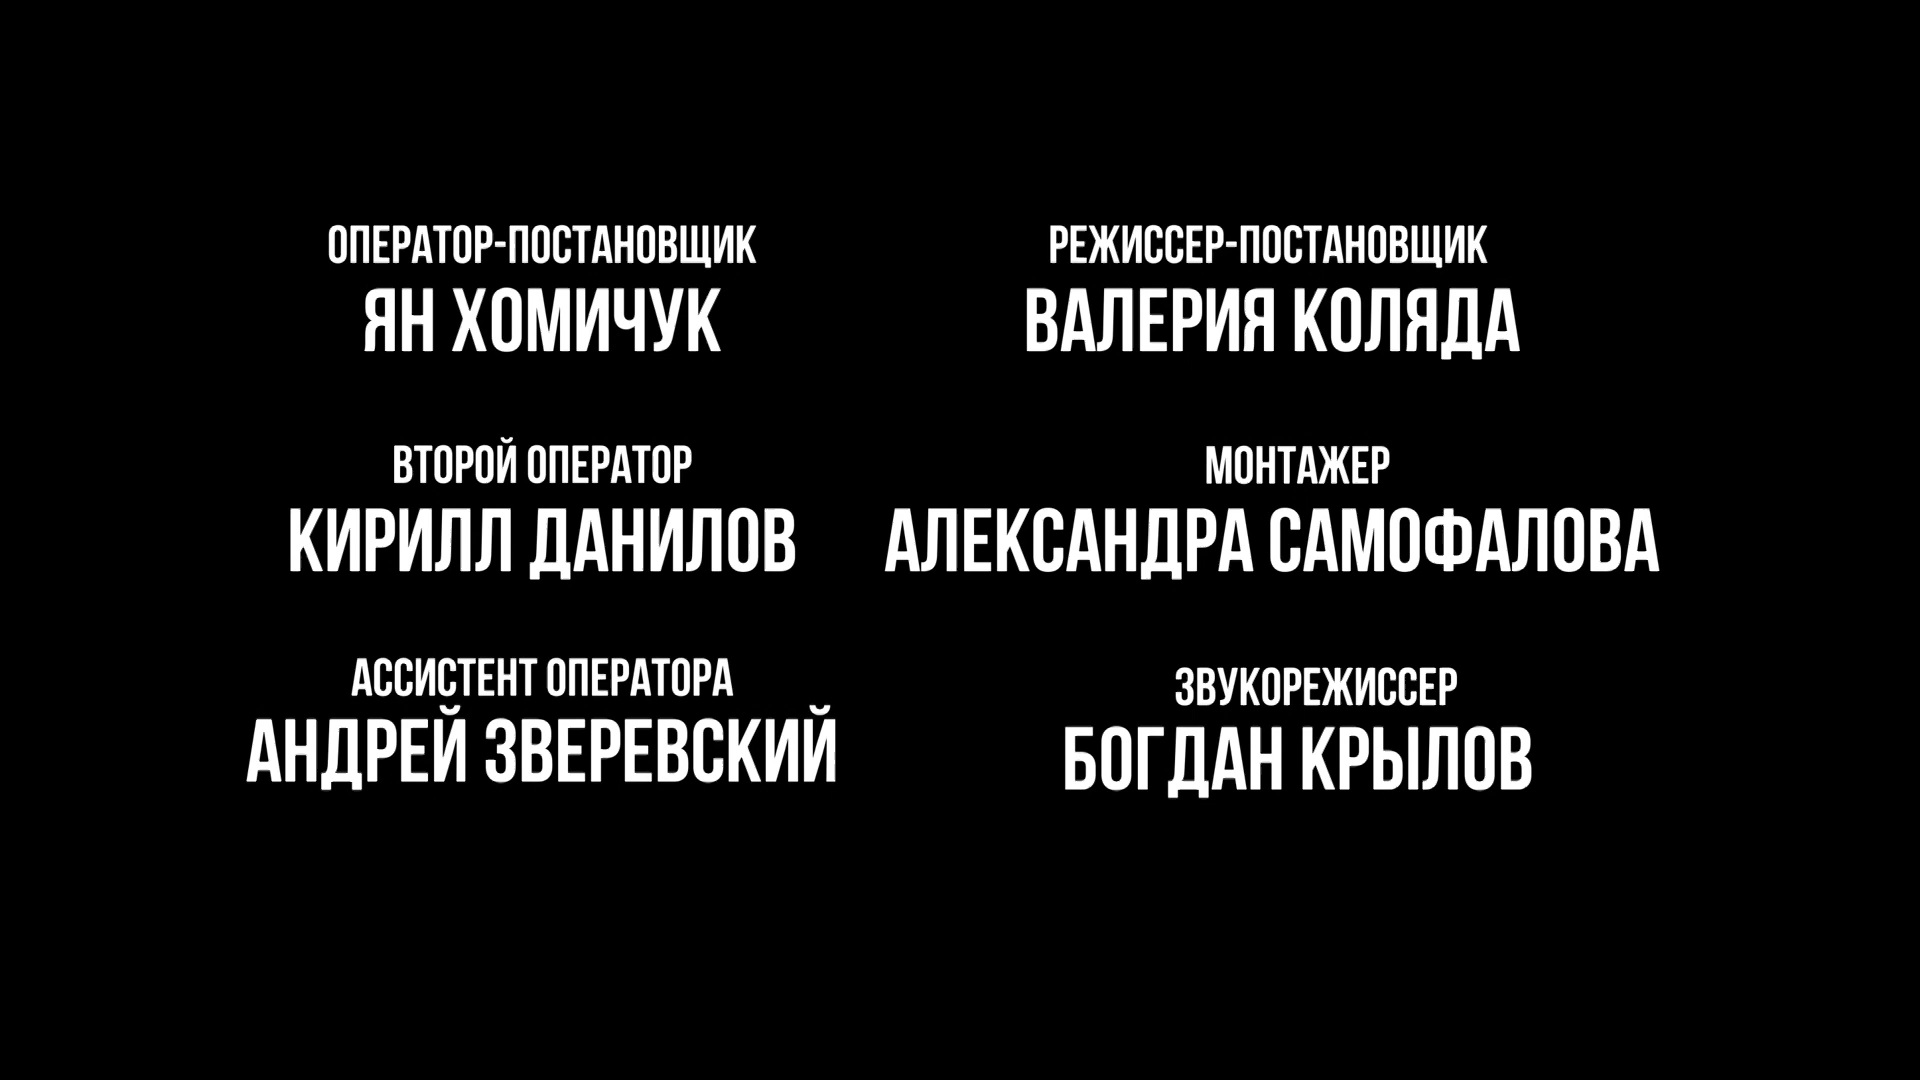 ОПЕРАТОР-ПОСТАНОВЩИК
ЯН ХОМИЧУК
ВТОРОЙ ОПЕРАТОР
КИРИЛЛ ДАНИЛОВ
АССИСТЕНТ ОПЕРАТОРА
АНДРЕЙ ЗВЕРЕВСКИЙ
РЕЖИССЕР-ПОСТАНОВЩИК
ВАЛЕРИЯ КОЛЯДА
МОНТАЖЕР
АЛЕКСАНДРА САМОФАЛОВА
ЗВУКОРЕЖИССЕР
БОГДАН КРЫЛОВ